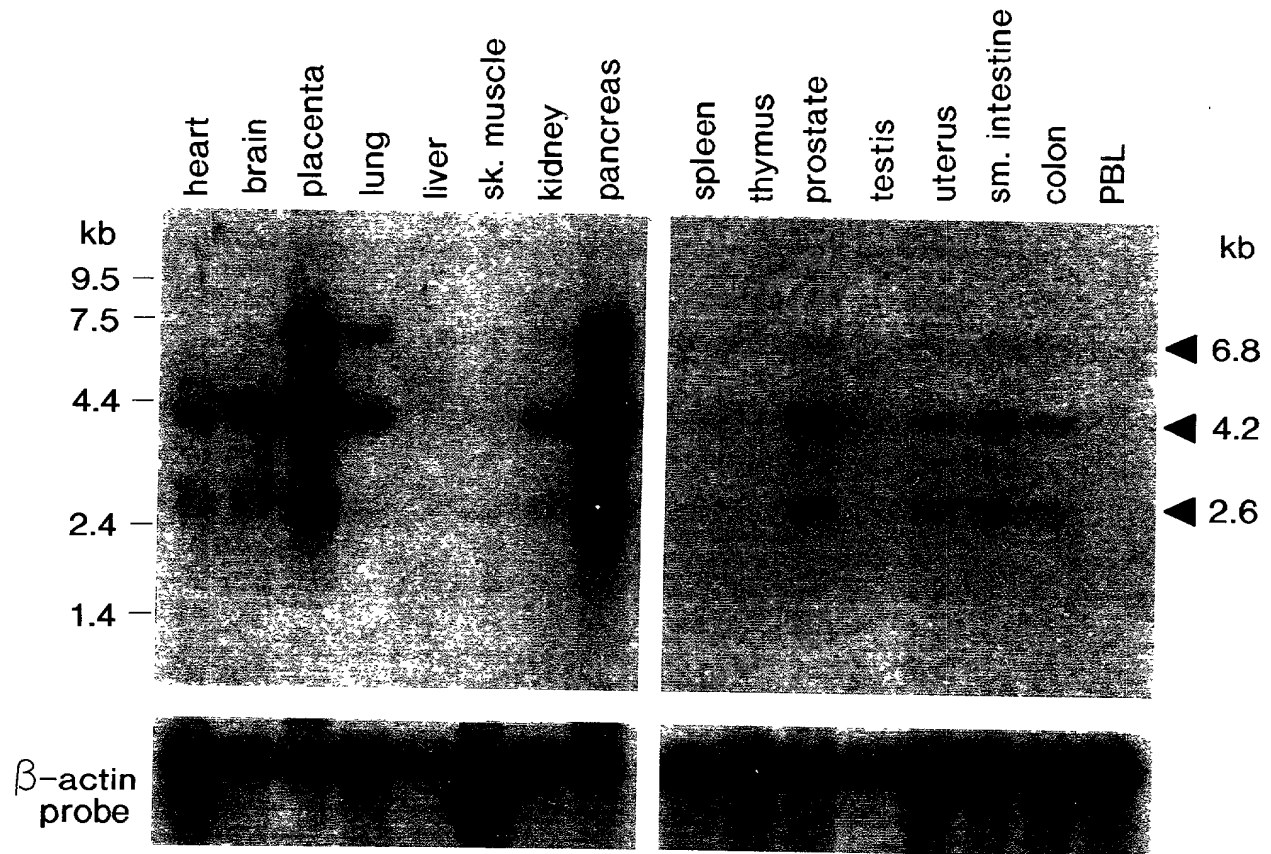 heart
brain
placenta
lung
liver
sk. muscle
kidney
pancreas
spleen
thymus
prostate
testis
uterus
sm. intestine
colon
PBL
kb
9.5
7.5
4.4
2.4
1.4
kb
6.8
4.2
2.6
β-actin
probe